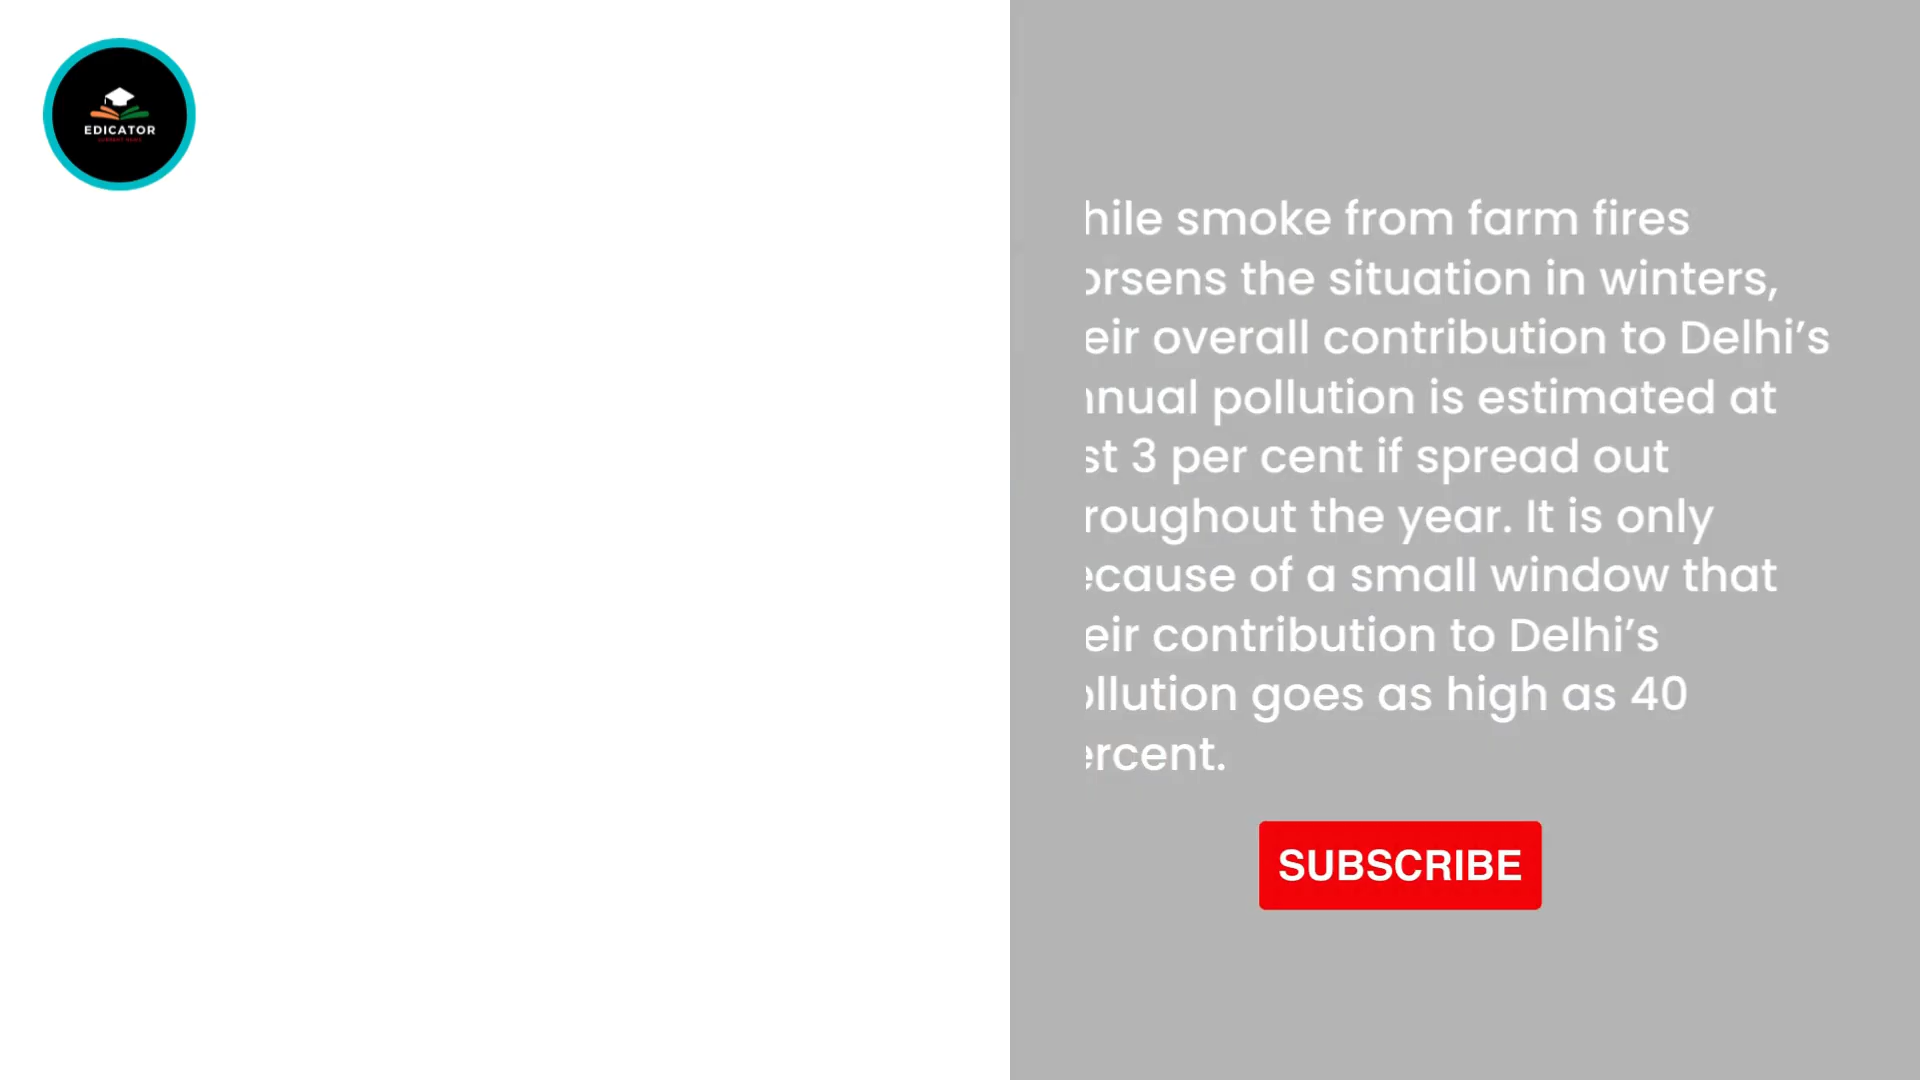 EDICATOR
hile smoke from farm fires
orsens the situation in winters,
eir overall contribution to Delhi’s
nnual pollution is estimated at
st 3 per cent if spread out
roughout the year. It is only
ecause of a small window that
eir contribution to Delhi’s
ollution goes as high as 40
ercent.
SUBSCRIBE